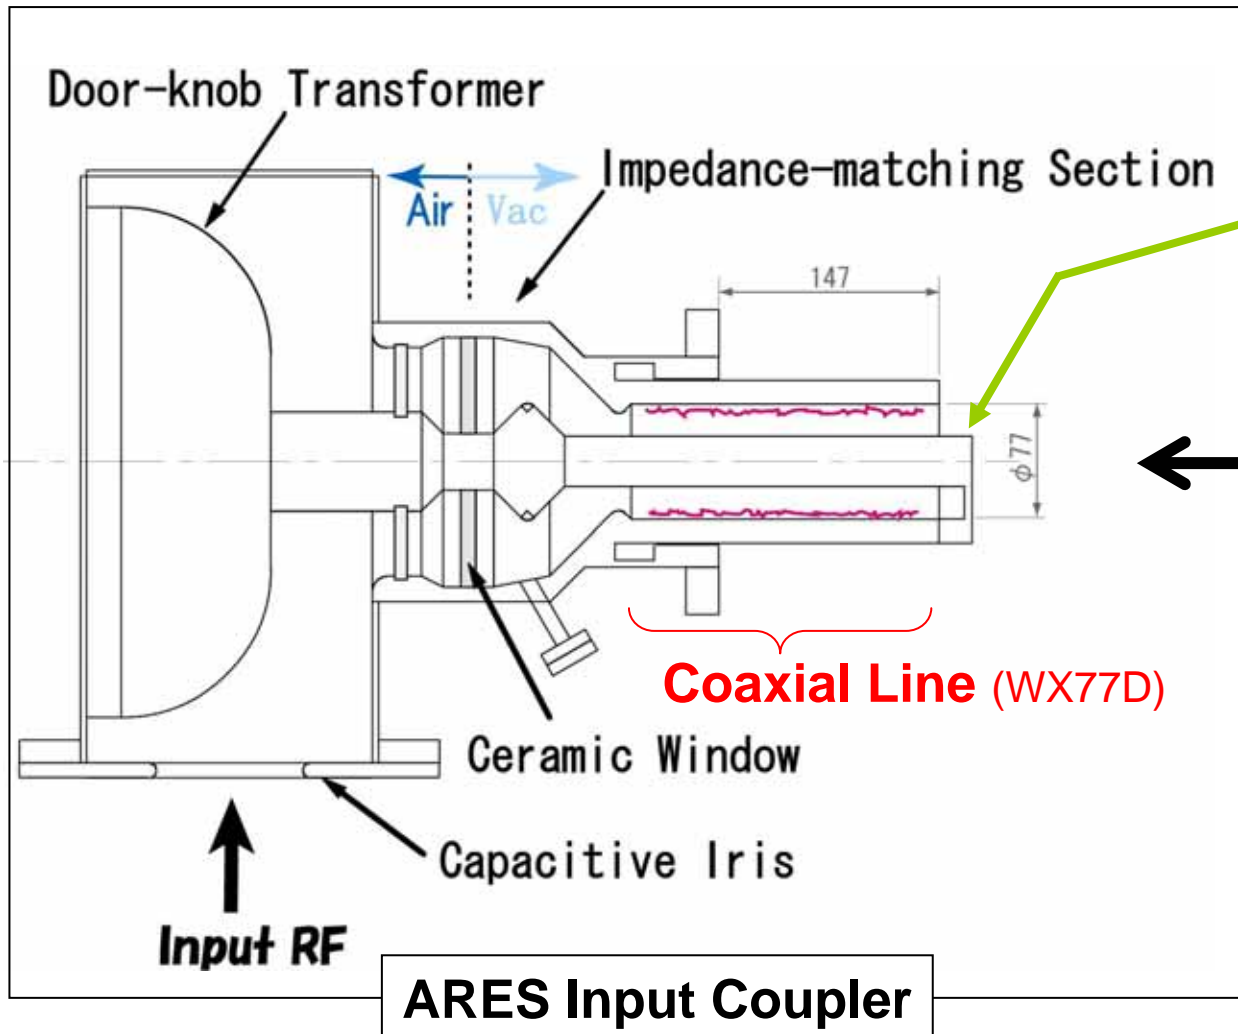 Door-knob Transformer
Impedance-matching Section
Air
Vac
147
φ77
Coaxial Line (WX77D)
Ceramic Window
Capacitive Iris
Input RF
ARES Input Coupler